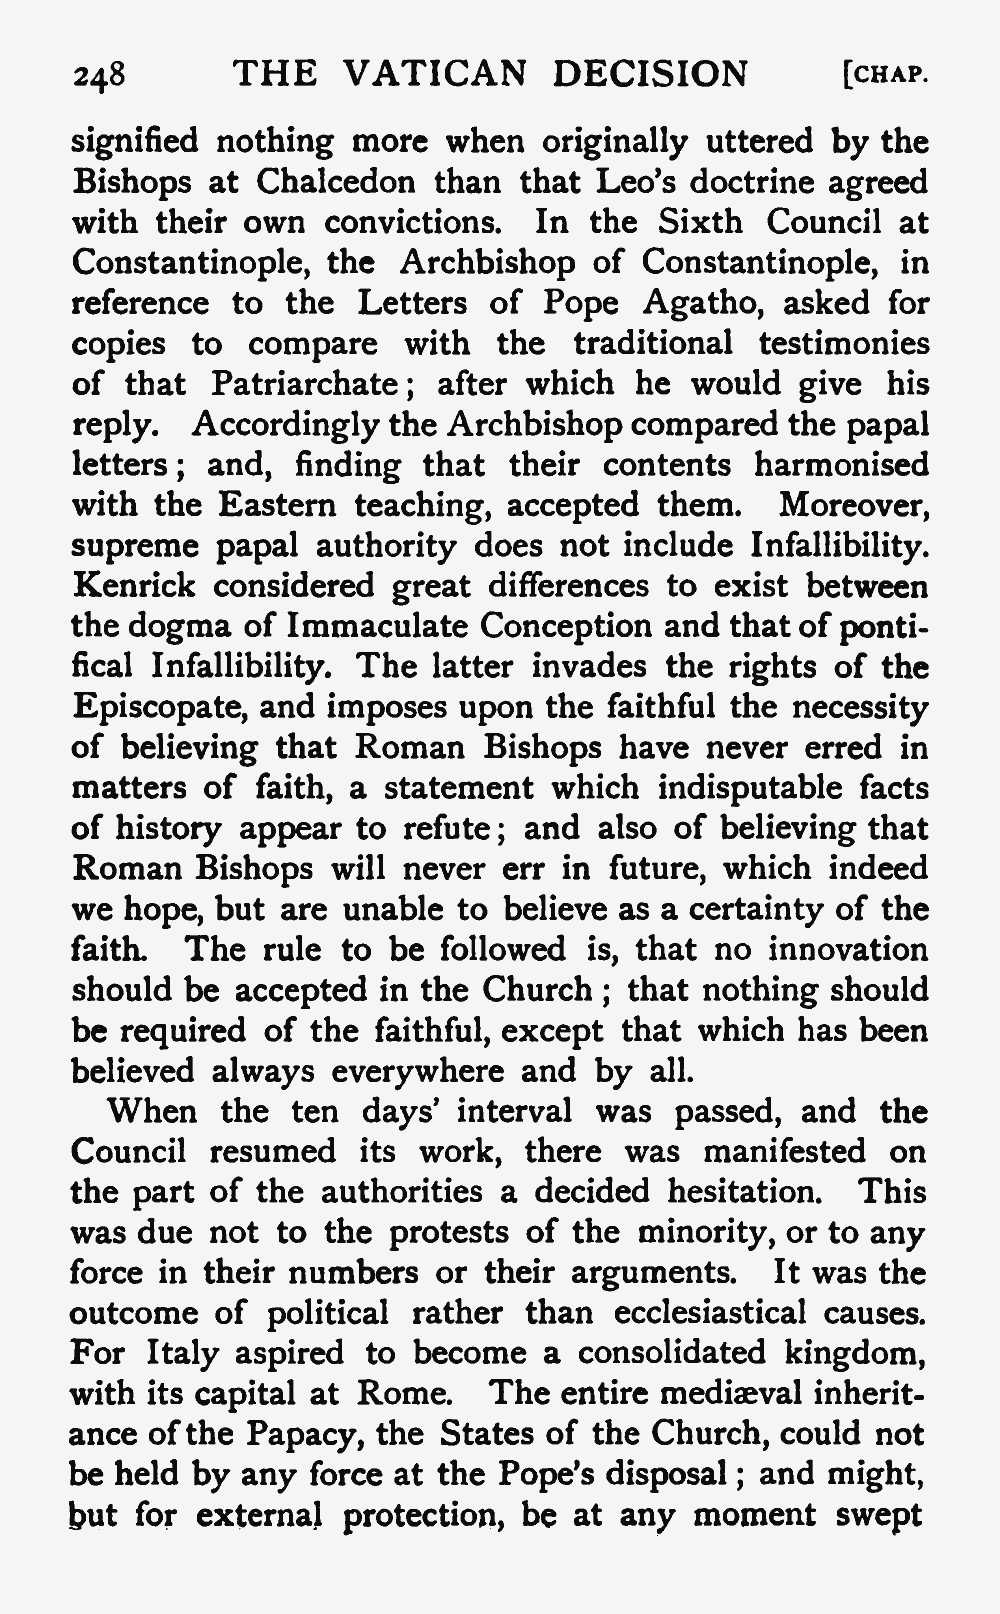 248 THE VATICAN DECISION [CHAP.
signified nothing more when originally uttered by the
Bishops at Chalcedon than that Leo's doctrine agreed
with their own convictions. In the Sixth Council at
Constantinople, the Archbishop of Constantinople, in
reference to the Letters of Pope Agatho, asked for
copies to compare with the traditional testimonies
of that Patriarchate; after which he would give his
reply. Accordingly the Archbishop compared the papal
letters; and, finding that their contents harmonised
with the Eastern teaching, accepted them. Moreover,
supreme papal authority does not include Infallibility.
Kenrick considered great differences to exist between
the dogma of Immaculate Conception and that of ponti-
fical Infallibility. The latter invades the rights of the
Episcopate, and imposes upon the faithful the necessity
of believing that Roman Bishops have never erred in
matters of faith, a statement which indisputable facts
of history appear to refute; and also of believing that
Roman Bishops will never err in future, which indeed
we hope, but are unable to believe as a certainty of the
faith. The rule to be followed is, that no innovation
should be accepted in the Church; that nothing should
be required of the faithful, except that which has been
believed always everywhere and by all.
When the ten days' interval was passed, and the
Council resumed its work, there was manifested on
the part of the authorities a decided hesitation. This
was due not to the protests of the minority, or to any
force in their numbers or their arguments. It was the
outcome of political rather than ecclesiastical causes.
For Italy aspired to become a consolidated kingdom,
with its capital at Rome. The entire mediæval inherit-
ance of the Papacy, the States of the Church, could not
be held by any force at the Pope's disposal; and might,
but for external protection, be at any moment swept